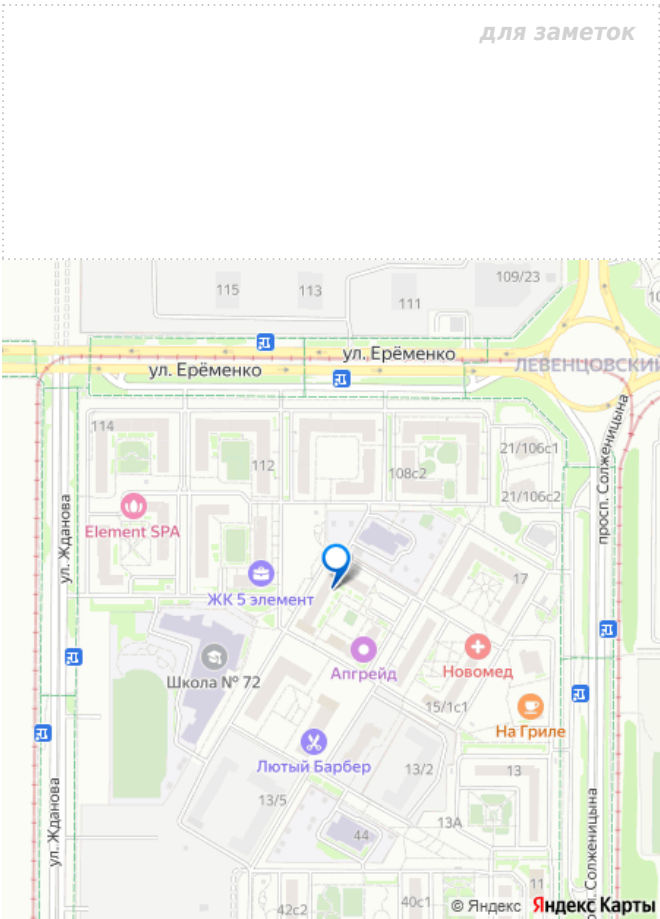 для заметок
109/23
115
113
111
ул. Ерёменко
ул. Ерёменко
ЛЕВЕНЦОВСКИЙ
114
112
108с2
21/106с1
21/106с2
просп. Солженицына
ул. Жданова
Element SPA
ЖК 5 элемент
17
Школа № 72
Апгрейд
Новомед
15/1с1
На Гриле
Лютый Барбер
13/2
13
13/5
13А
44
ул. Жданова
Солженицына
11
42с2
40с1
© Яндекс Яндекс Карты